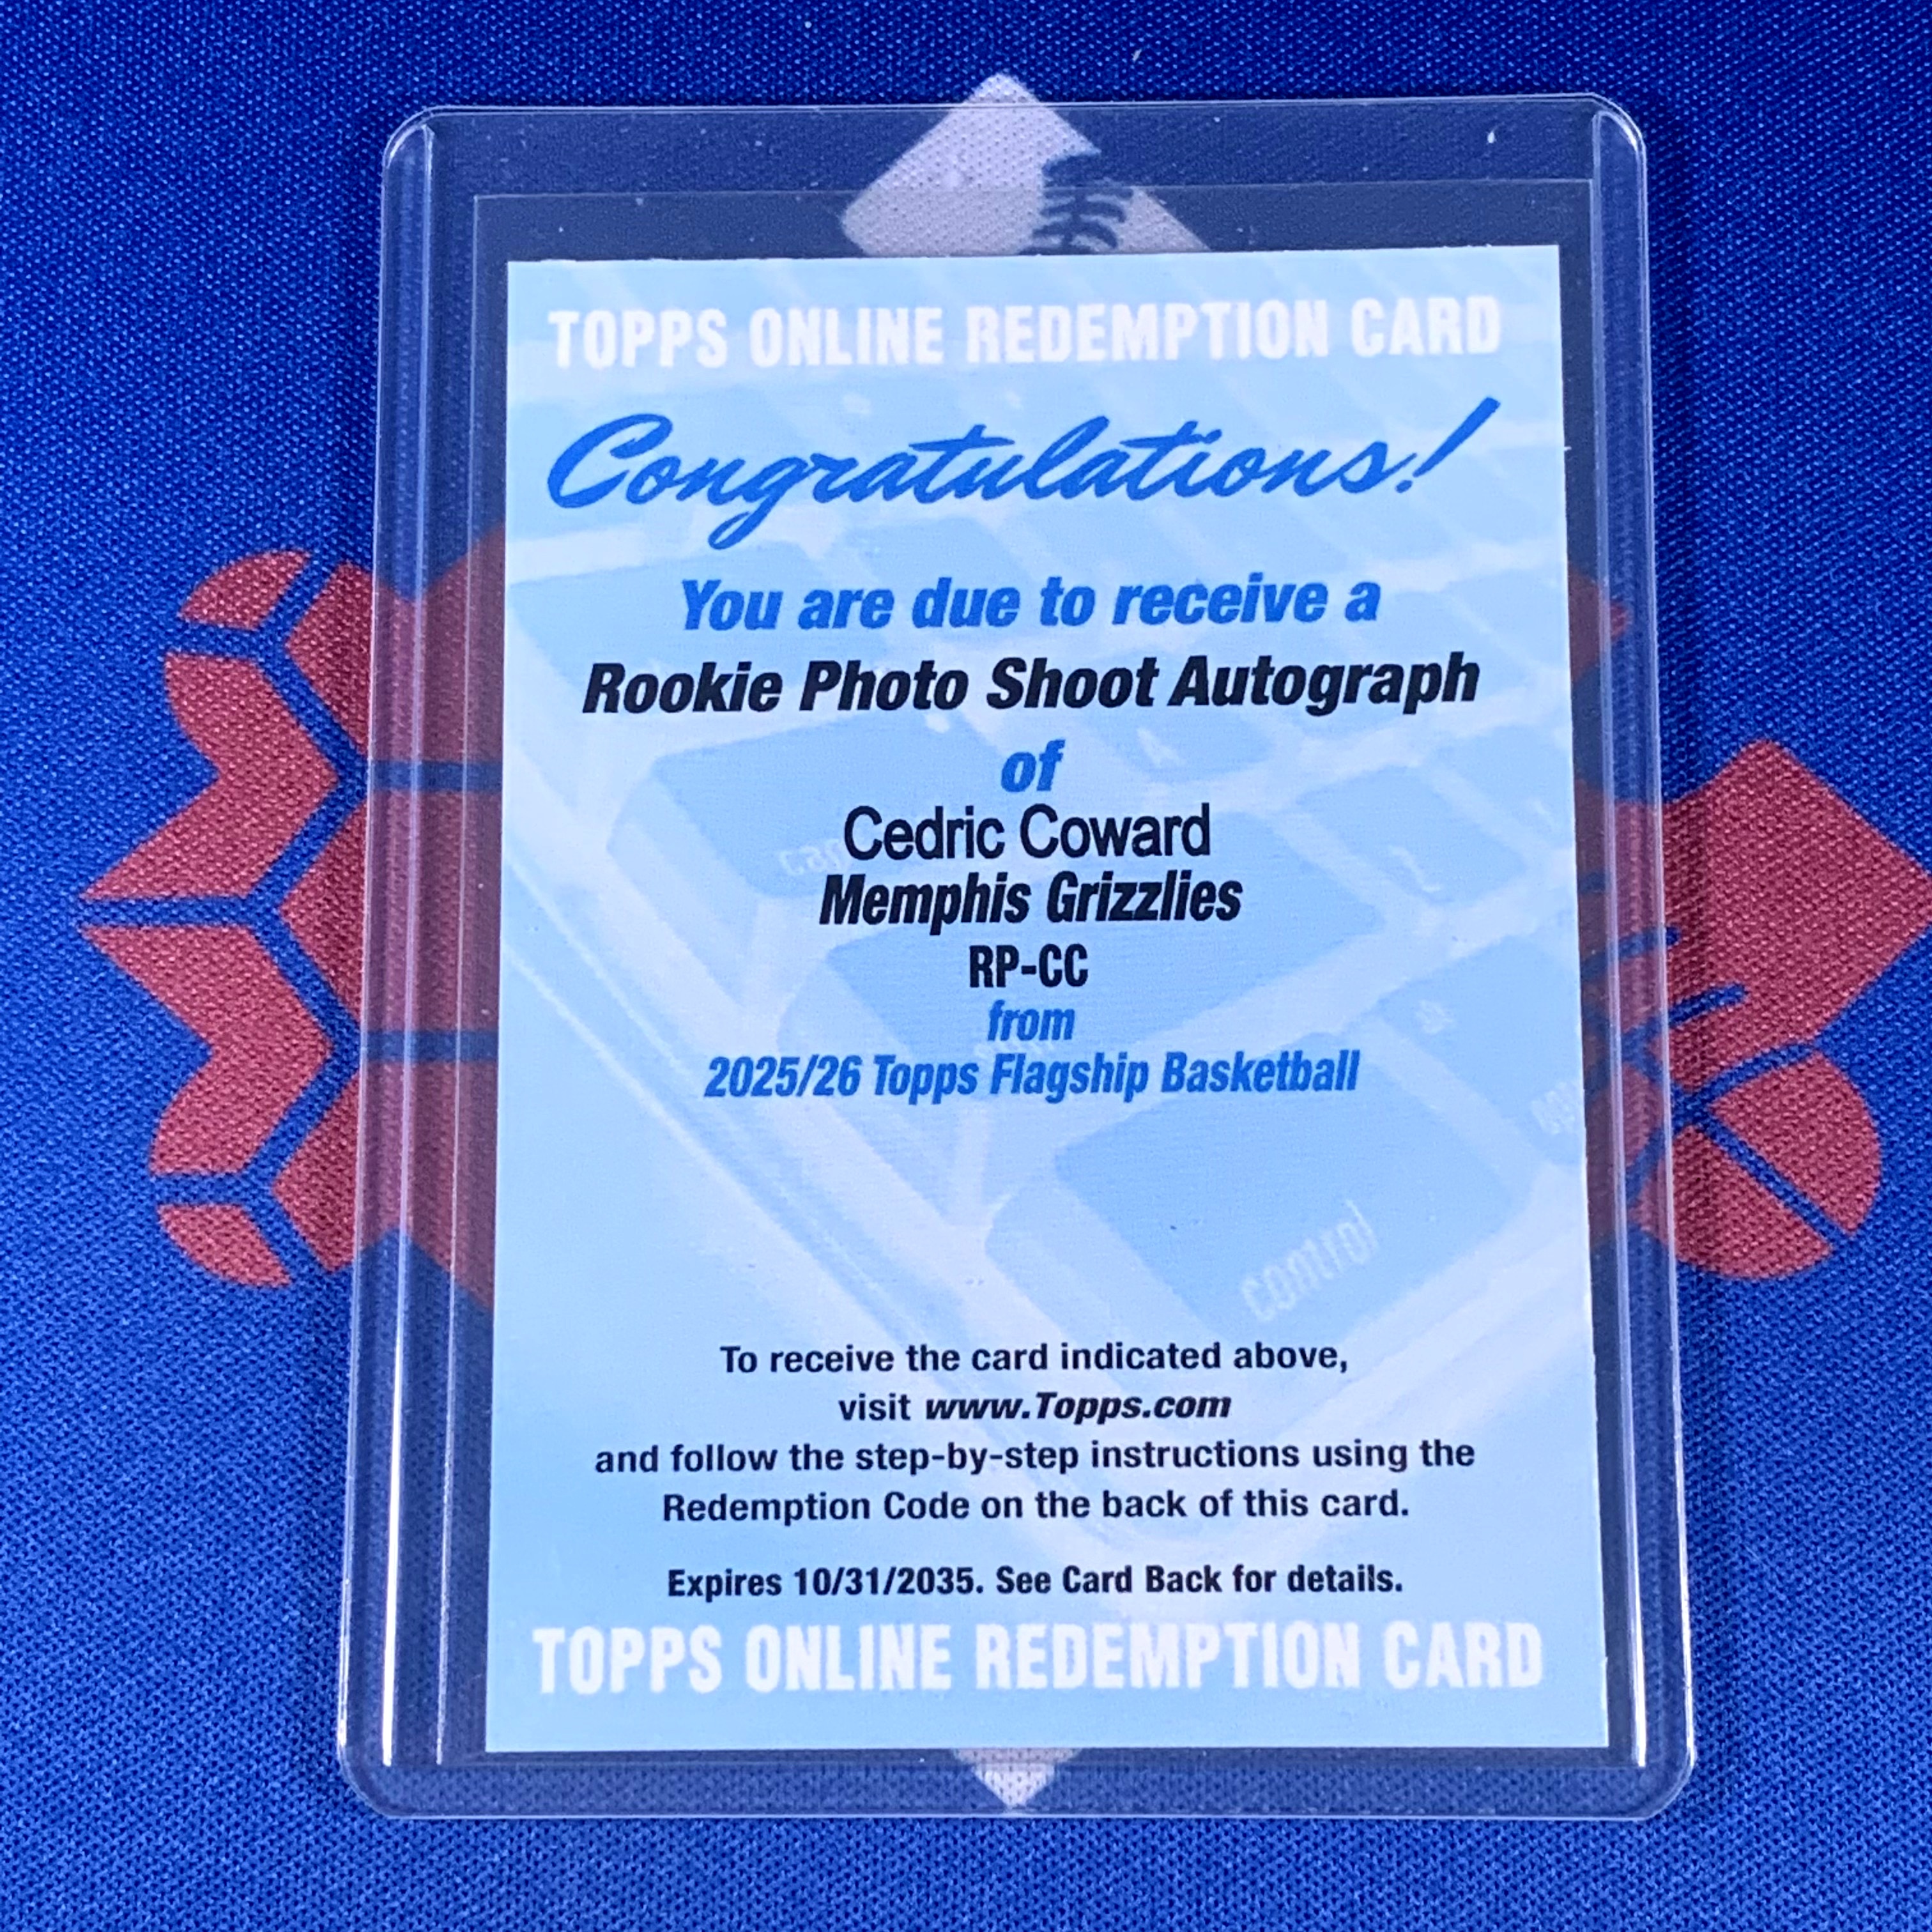 TOPPS ONLINE REDEMPTION CARD
Congratulations!
You are due to receive a
Rookie Photo Shoot Autograph
of
Cedric Coward
Memphis Grizzlies
RP-CC
from
2025/26 Topps Flagship Basketball
control
To receive the card indicated above,
visit www.Topps.com
and follow the step-by-step instructions using the
Redemption Code on the back of this card.
Expires 10/31/2035. See Card Back for details.
TOPPS ONLINE REDEMPTION CARD